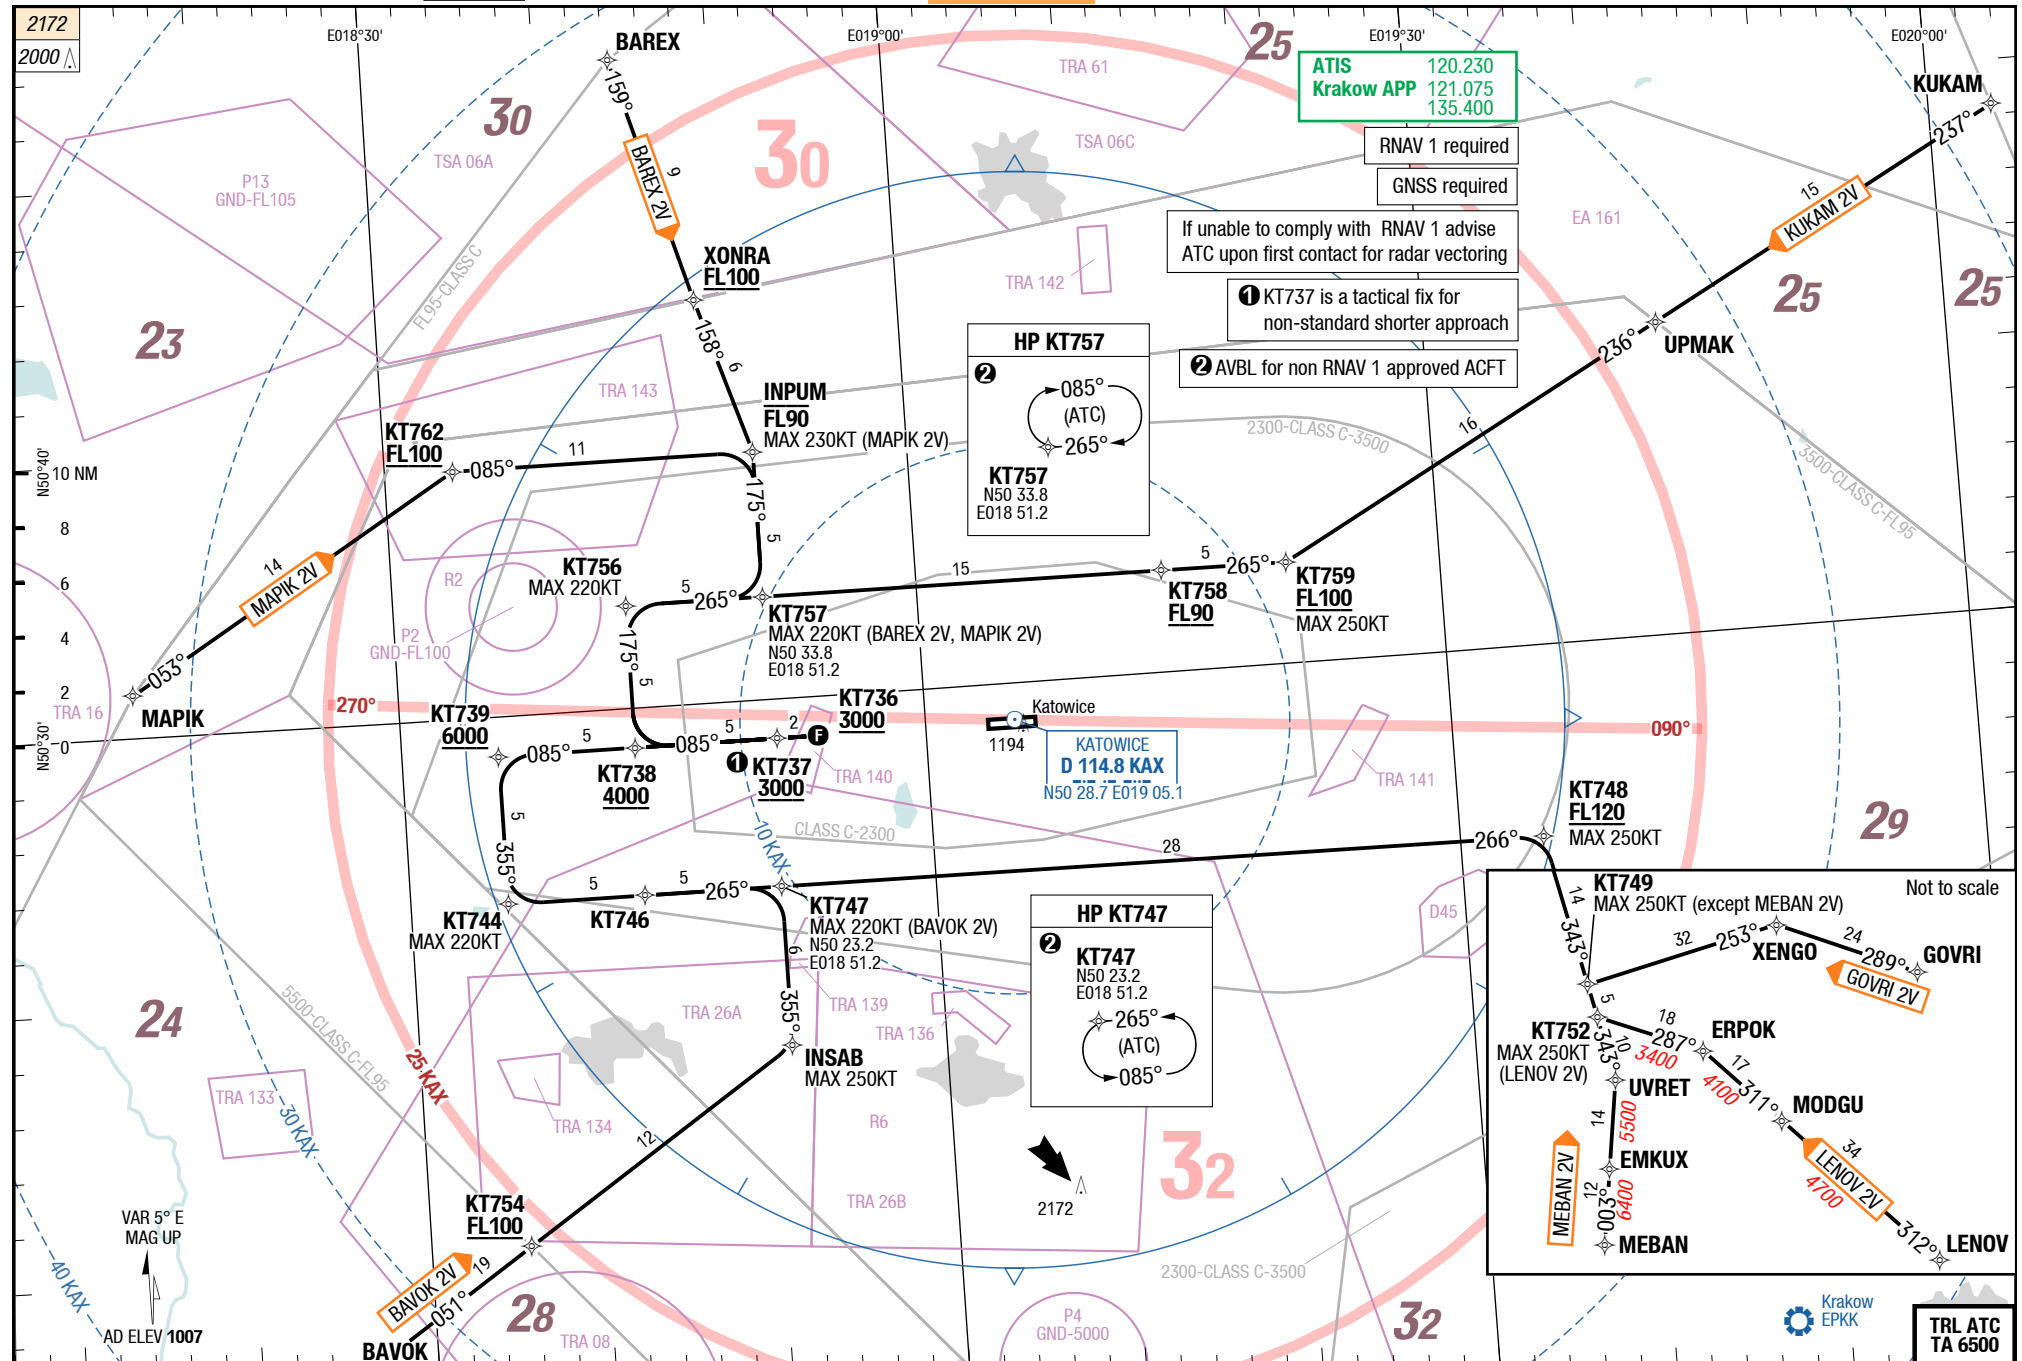 2172
2000
E018°30'
BAREX
E019°00'
25
E019°30'
E020°00'
ATIS 120.230
Krakow APP 121.075
135.400
KUKAM
237°
30
159°
9
BAREX 2V
30
TRA 61
TSA 06A
TSA 06C
P13
GND-FL105
RNAV 1 required
GNSS required
If unable to comply with RNAV 1 advise
ATC upon first contact for radar vectoring
1 KT737 is a tactical fix for
non-standard shorter approach
2 AVBL for non RNAV 1 approved ACFT
EA 161
15
KUKAM 2V
25
25
FL95-CLASS C
XONRA
FL100
TRA 142
23
158°
6
236°
UPMAK
HP KT757
2
085°
(ATC)
265°
KT757
N50 33.8
E018 51.2
TRA 143
INPUM
FL90
MAX 230KT (MAPIK 2V)
KT762
FL100
085°
11
2300-CLASS C-3500
16
3500-CLASS C-FL95
N50°40'
10 NM
8
6
4
2
0
N50°30'
175°
5
14
MAPIK 2V
053°
MAPIK
TRA 16
R2
P2
GND-FL100
KT756
MAX 220KT
5
265°
15
5
265°
KT757
MAX 220KT (BAREX 2V, MAPIK 2V)
N50 33.8
E018 51.2
KT758
FL90
KT759
FL100
MAX 250KT
175°
5
270°
KT739
6000
085°
5
KT738
4000
085°
5
2
F
KT736
3000
1 KT737
3000
TRA 140
Katowice
1194
KATOWICE
D 114.8 KAX
N50 28.7 E019 05.1
TRA 141
090°
CLASS C-2300
10 KAX
KT748
FL120
MAX 250KT
29
28
266°
5
355°
KT744
MAX 220KT
5
KT746
5
265°
KT747
MAX 220KT (BAVOK 2V)
N50 23.2
E018 51.2
6
355°
INSAB
MAX 250KT
HP KT747
2
KT747
N50 23.2
E018 51.2
265°
(ATC)
085°
D45
14
343°
KT749
MAX 250KT (except MEBAN 2V)
Not to scale
32
253°
XENGO
24
289°
GOVRI
GOVRI 2V
5
KT752
MAX 250KT
(LENOV 2V)
343°
10
18
287°
3400
ERPOK
17
311°
4100
MODGU
UVRET
14
5500
EMKUX
12
003°
6400
MEBAN 2V
MEBAN
34
LENOV 2V
4700
312°
LENOV
24
5500-CLASS C-FL95
25 KAX
TRA 26A
TRA 139
TRA 136
TRA 133
TRA 134
30 KAX
12
R6
TRA 26B
32
2172
KT754
FL100
VAR 5° E
MAG UP
AD ELEV 1007
40 KAX
BAVOK 2V
19
051°
BAVOK
28
TRA 08
P4
GND-5000
2300-CLASS C-3500
32
Krakow
EPKK
TRL ATC
TA 6500